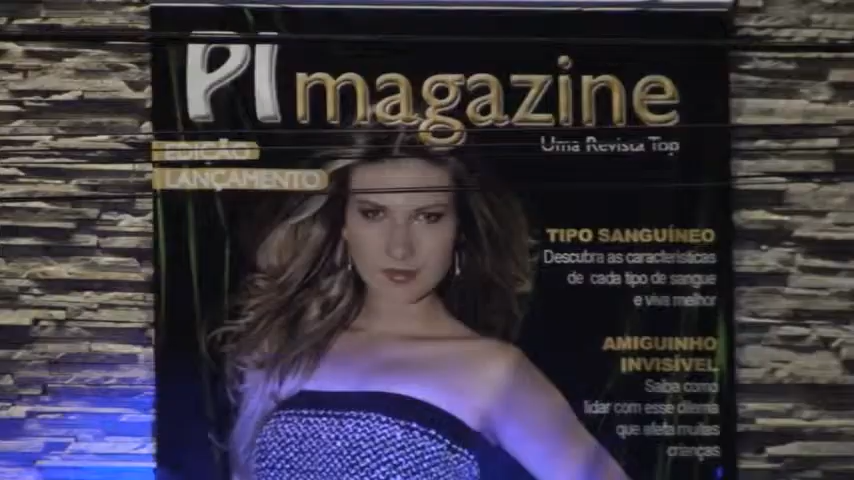 PI magazine
Uma Revista Top
EDIÇÃO
LANÇAMENTO
TIPO SANGUÍNEO
Descubra as características
de cada tipo de sangue
e viva melhor
AMIGUINHO
INVISÍVEL
Saiba como
lidar com esse dilema
que afeta muitas
crianças